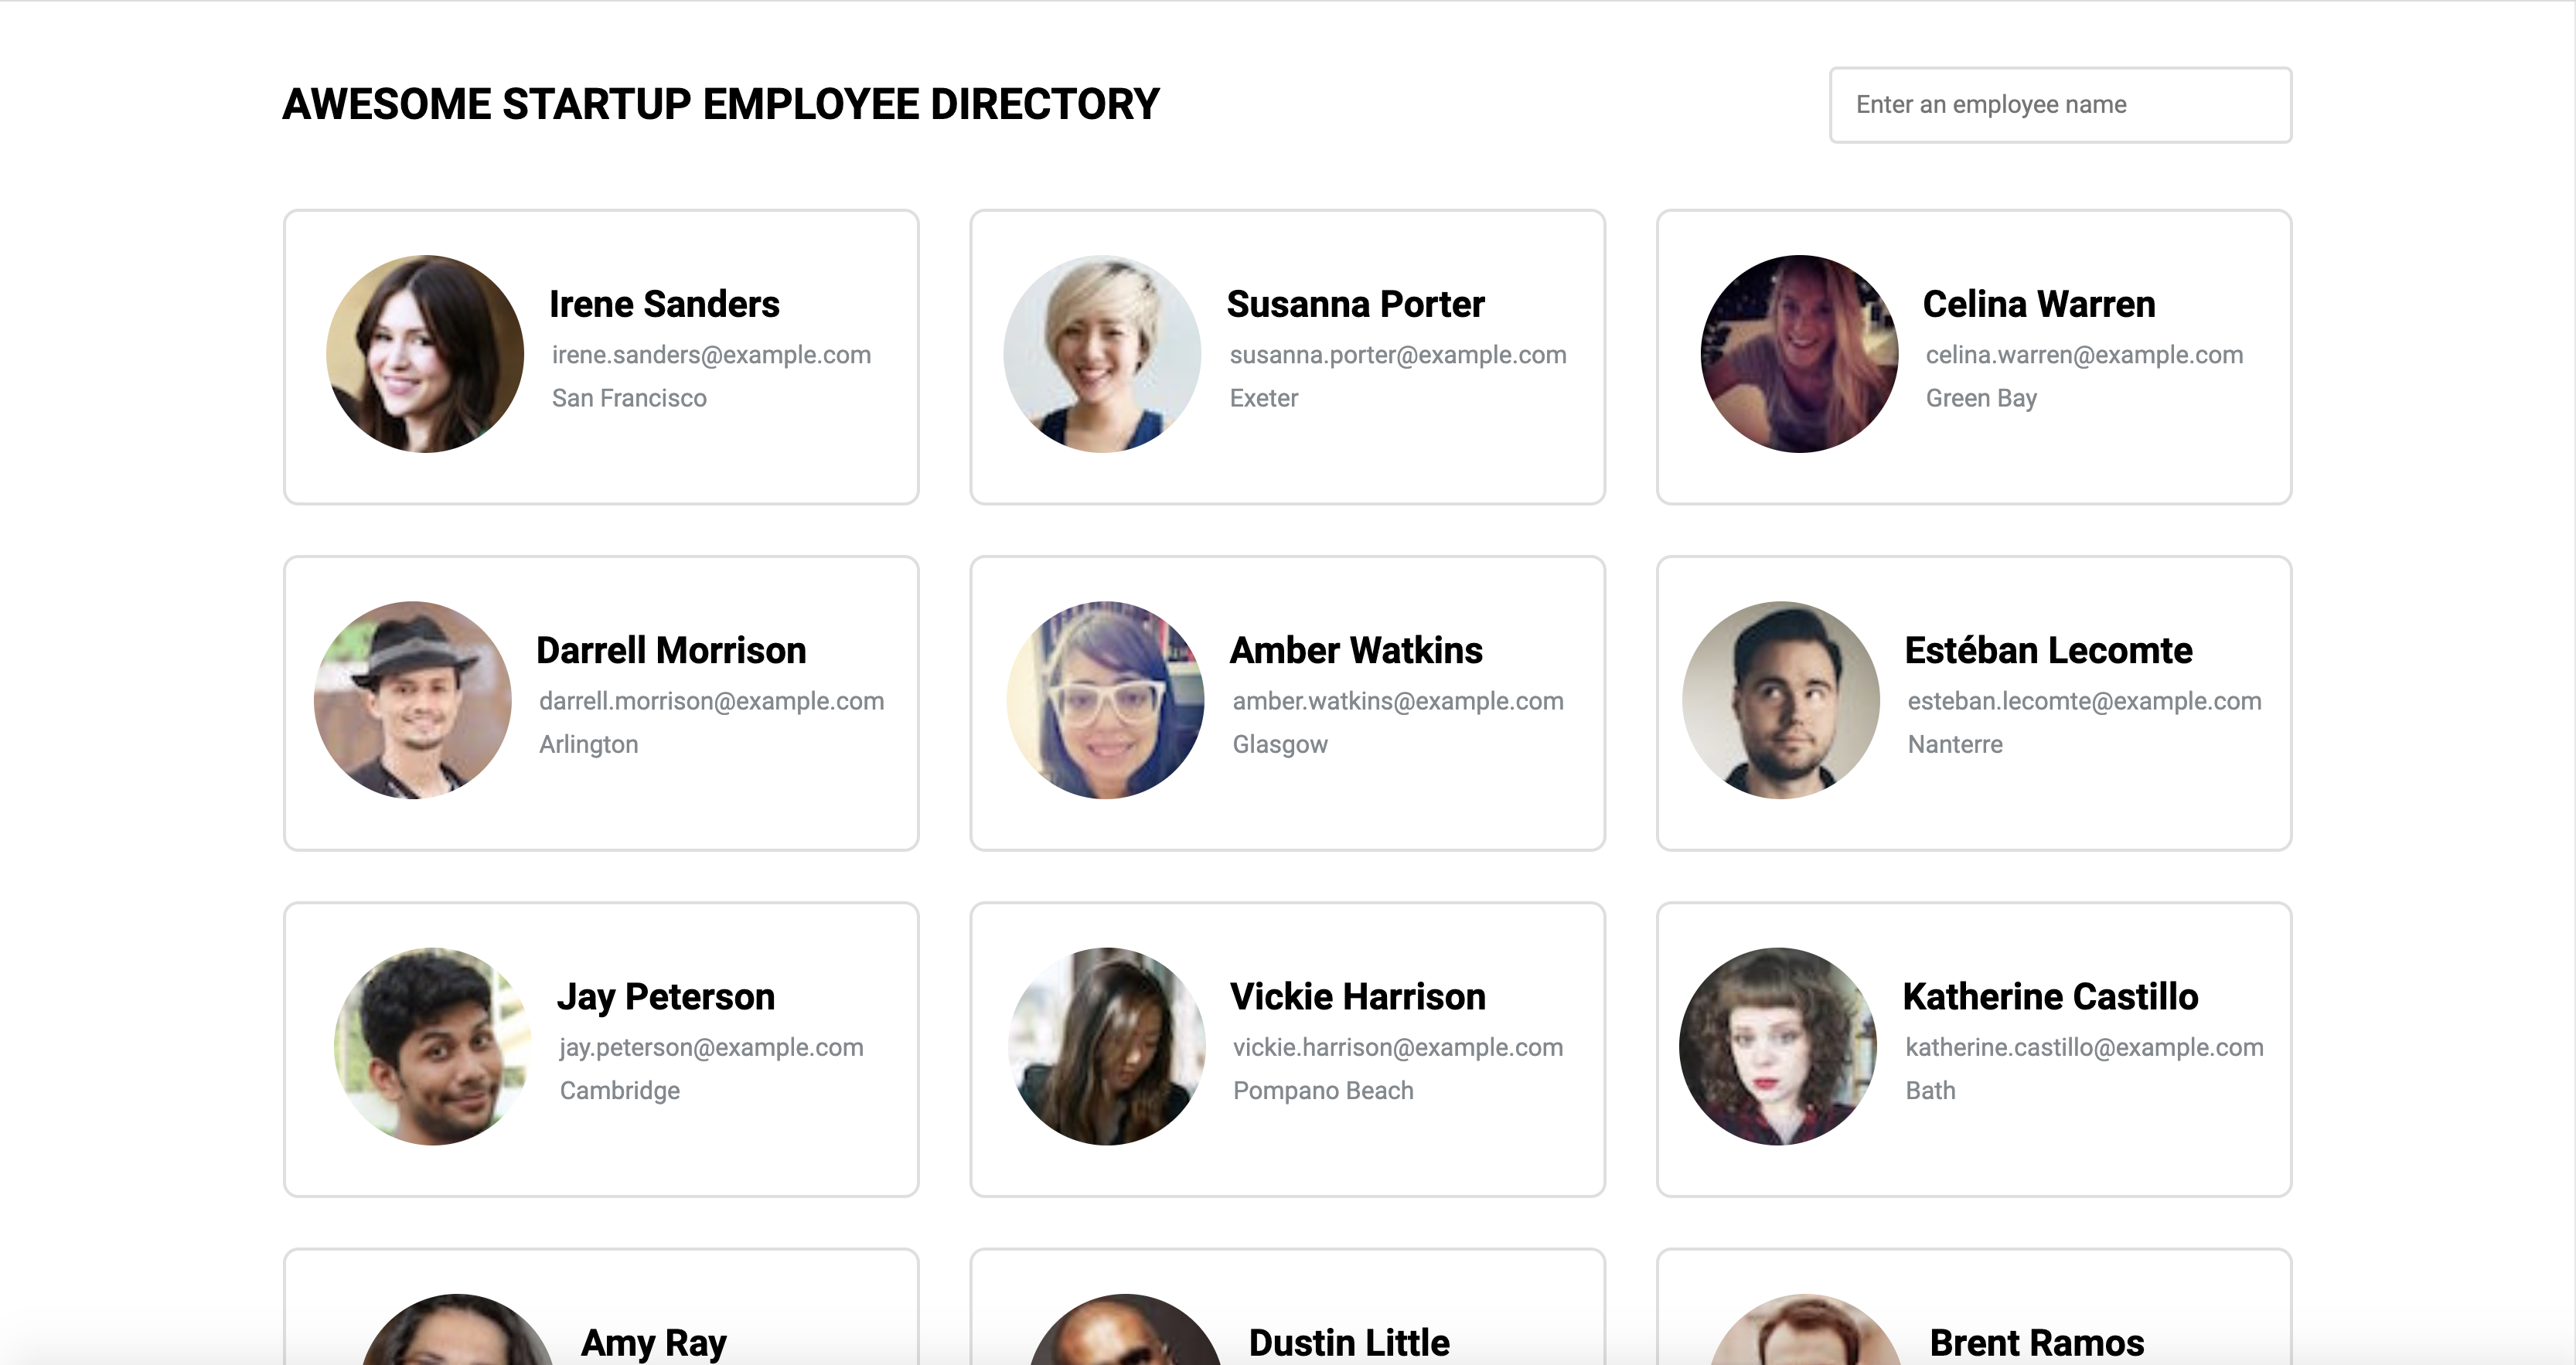 AWESOME STARTUP EMPLOYEE DIRECTORY
Enter an employee name
Irene Sanders
irene.sanders@example.com
San Francisco
Susanna Porter
susanna.porter@example.com
Exeter
Celina Warren
celina.warren@example.com
Green Bay
Darrell Morrison
darrell.morrison@example.com
Arlington
Amber Watkins
amber.watkins@example.com
Glasgow
Estéban Lecomte
esteban.lecomte@example.com
Nanterre
Jay Peterson
jay.peterson@example.com
Cambridge
Vickie Harrison
vickie.harrison@example.com
Pompano Beach
Katherine Castillo
katherine.castillo@example.com
Bath
Amy Ray
Dustin Little
Brent Ramos